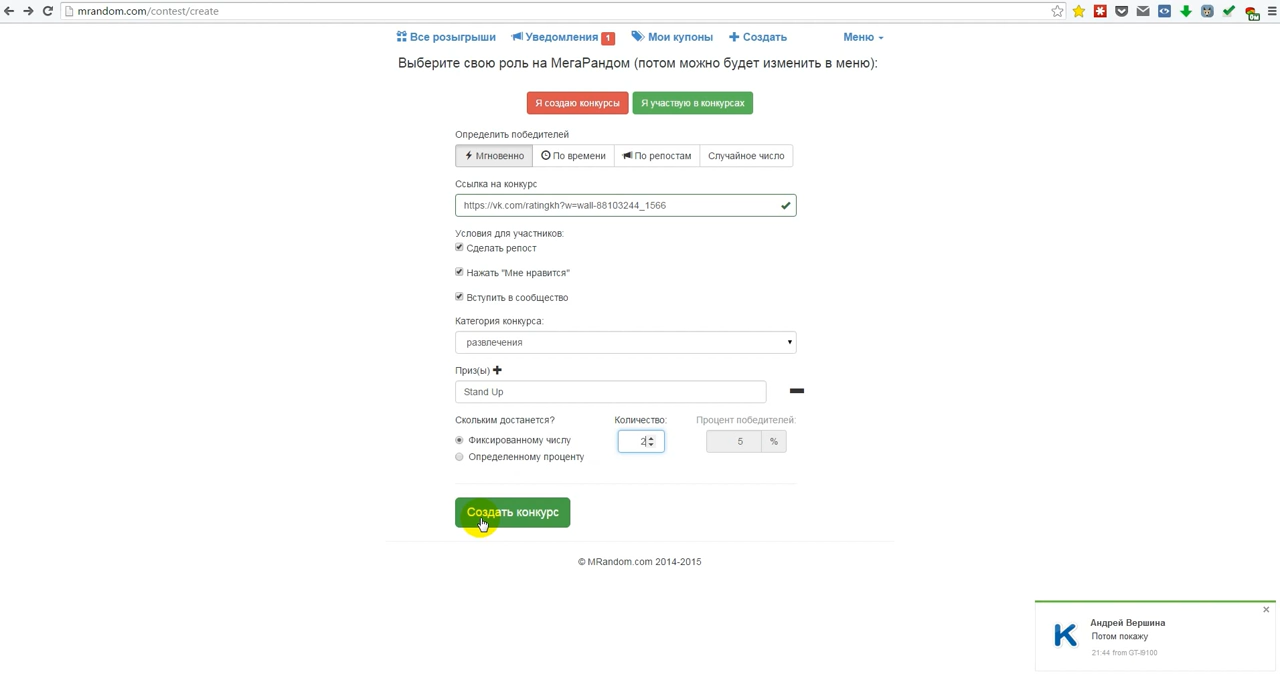 mrandom.com/contest/create
Все розыгрыши Уведомления 1 Мои купоны Создать Меню
Выберите свою роль на МегаРандом (потом можно будет изменить в меню):
Я создаю конкурсы Я участвую в конкурсах
Определить победителей
Мгновенно По времени По репостам Случайное число
Ссылка на конкурс
https://vk.com/ratingkh?w=wall-88103244_1566
Условия для участников:
Сделать репост
Нажать "Мне нравится"
Вступить в сообщество
Категория конкурса:
развлечения
Приз(ы)
Stand Up
Скольким достанется? Количество: Процент победителей:
Фиксированному числу 2 5 %
Определенному проценту
Создать конкурс
© MRandom.com 2014-2015
Андрей Вершина
Потом покажу
21:44 from GT-I9100